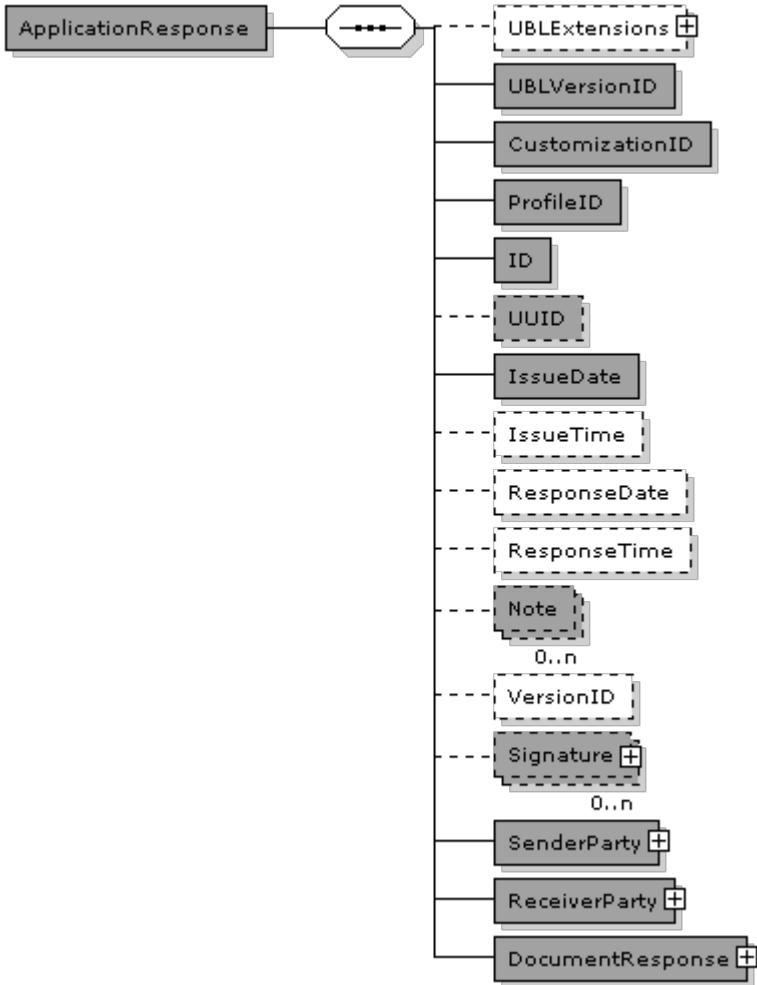 ApplicationResponse
UBLExtensions
UBLVersionID
CustomizationID
ProfileID
ID
UUID
IssueDate
IssueTime
ResponseDate
ResponseTime
Note
0..n
VersionID
Signature
0..n
SenderParty
ReceiverParty
DocumentResponse